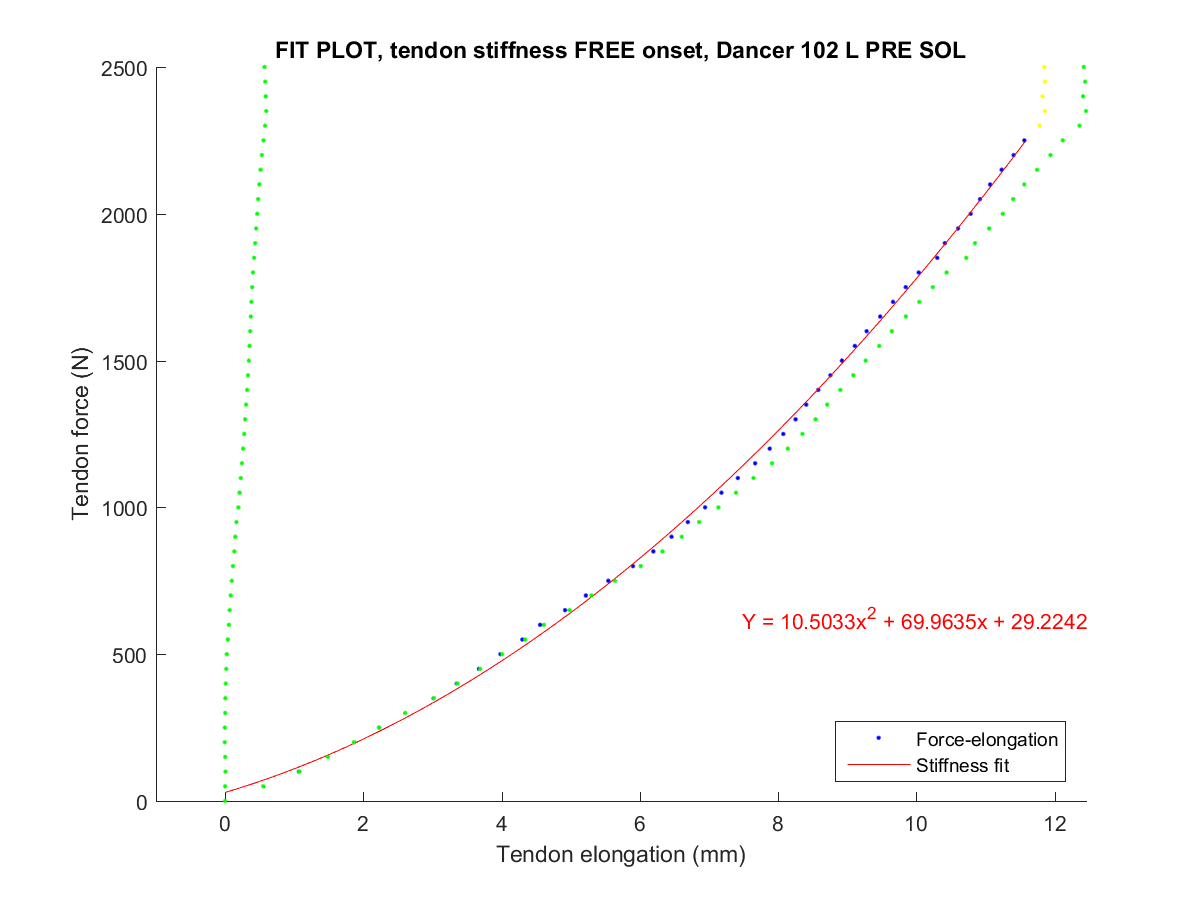 FIT PLOT, tendon stiffness FREE onset, Dancer 102 L PRE SOL
2500
2000
1500
1000
500
0
Tendon force (N)
Y = 10.5033x² + 69.9635x + 29.2242
Force-elongation
Stiffness fit
0 2 4 6 8 10 12
Tendon elongation (mm)